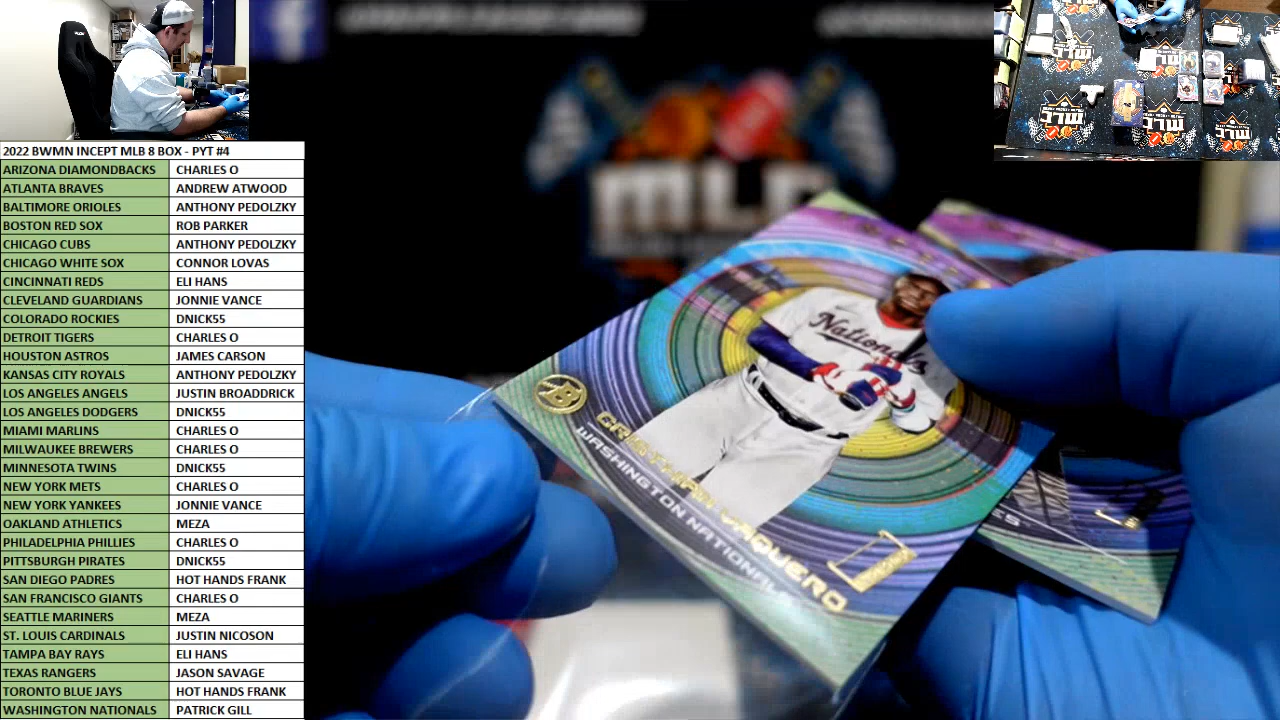 2022 BWMN INCEPT MLB 8 BOX - PYT #4
ARIZONA DIAMONDBACKS CHARLES O
ATLANTA BRAVES ANDREW ATWOOD
BALTIMORE ORIOLES ANTHONY PEDOLZKY
BOSTON RED SOX ROB PARKER
CHICAGO CUBS ANTHONY PEDOLZKY
CHICAGO WHITE SOX CONNOR LOVAS
CINCINNATI REDS ELI HANS
CLEVELAND GUARDIANS JONNIE VANCE
COLORADO ROCKIES DNICK55
DETROIT TIGERS CHARLES O
HOUSTON ASTROS JAMES CARSON
KANSAS CITY ROYALS ANTHONY PEDOLZKY
LOS ANGELES ANGELS JUSTIN BROADDRICK
LOS ANGELES DODGERS DNICK55
MIAMI MARLINS CHARLES O
MILWAUKEE BREWERS CHARLES O
MINNESOTA TWINS DNICK55
NEW YORK METS CHARLES O
NEW YORK YANKEES JONNIE VANCE
OAKLAND ATHLETICS MEZA
PHILADELPHIA PHILLIES CHARLES O
PITTSBURGH PIRATES DNICK55
SAN DIEGO PADRES HOT HANDS FRANK
SAN FRANCISCO GIANTS CHARLES O
SEATTLE MARINERS MEZA
ST. LOUIS CARDINALS JUSTIN NICOSON
TAMPA BAY RAYS ELI HANS
TEXAS RANGERS JASON SAVAGE
TORONTO BLUE JAYS HOT HANDS FRANK
WASHINGTON NATIONALS PATRICK GILL
Nationals
B
CRISTHIAN VAQUERO
WASHINGTON NATIONALS